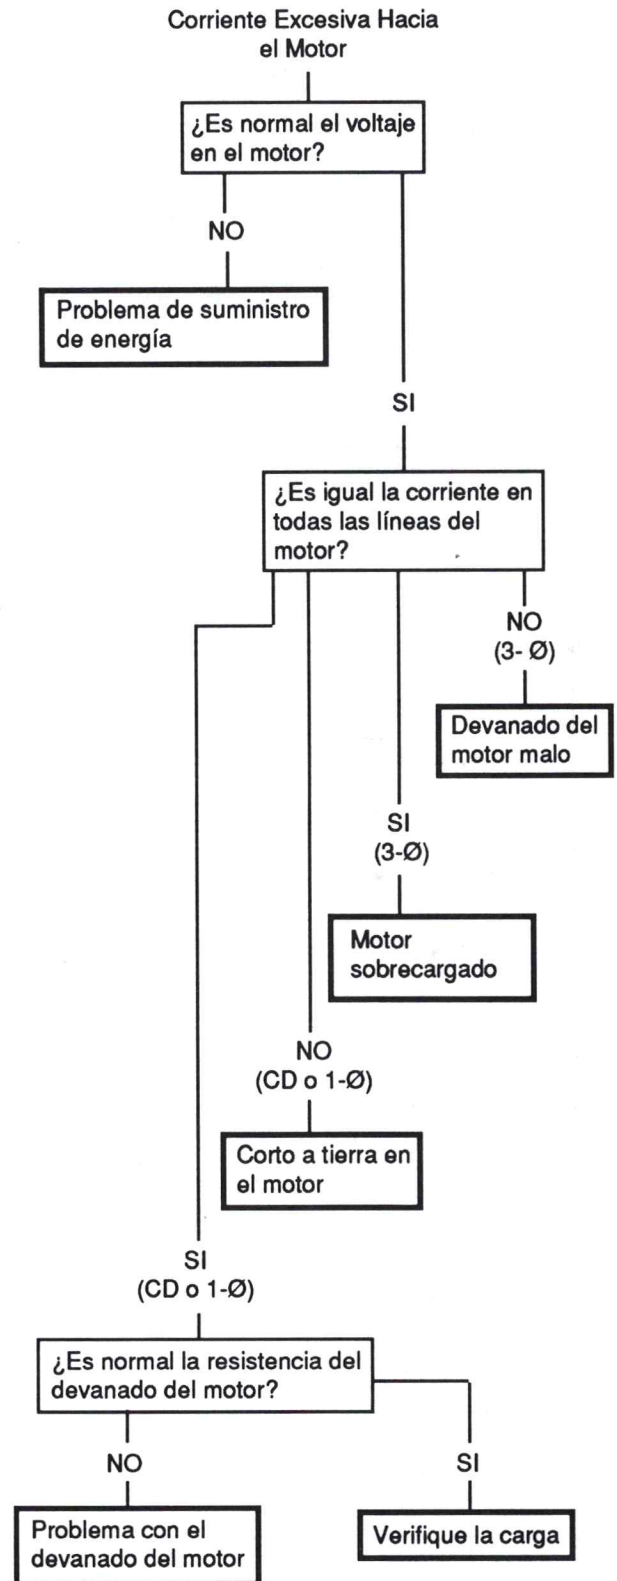 Corriente Excesiva Hacia
el Motor
¿Es normal el voltaje
en el motor?
NO
Problema de suministro
de energía
SI
¿Es igual la corriente en
todas las líneas del
motor?
NO
(3- Ø)
Devanado del
motor malo
SI
(3-Ø)
Motor
sobrecargado
NO
(CD o 1-Ø)
Corto a tierra en
el motor
SI
(CD o 1-Ø)
¿Es normal la resistencia del
devanado del motor?
NO
SI
Problema con el
devanado del motor
Verifique la carga